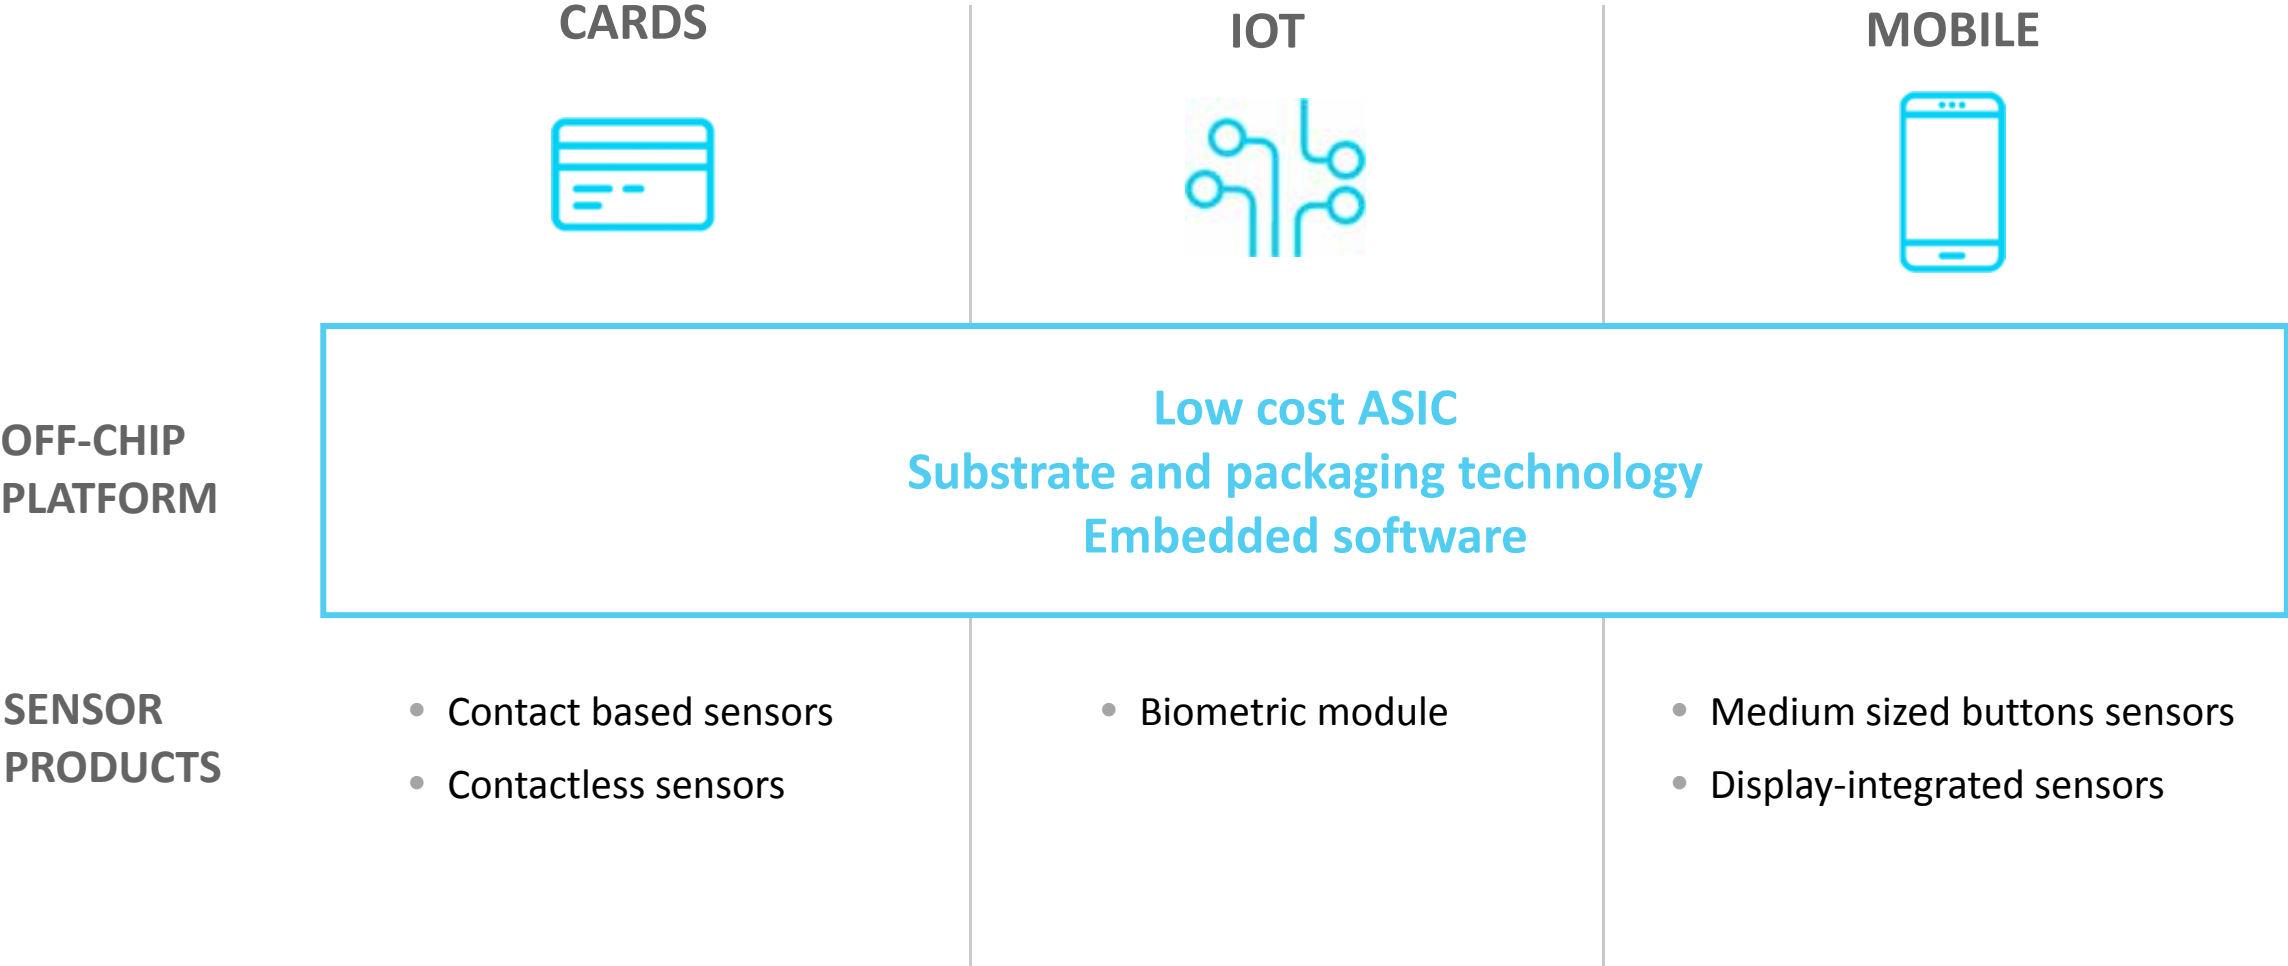 CARDS
IOT
MOBILE
OFF-CHIP
PLATFORM
Low cost ASIC
Substrate and packaging technology
Embedded software
SENSOR
PRODUCTS
• Contact based sensors
• Contactless sensors
• Biometric module
• Medium sized buttons sensors
• Display-integrated sensors